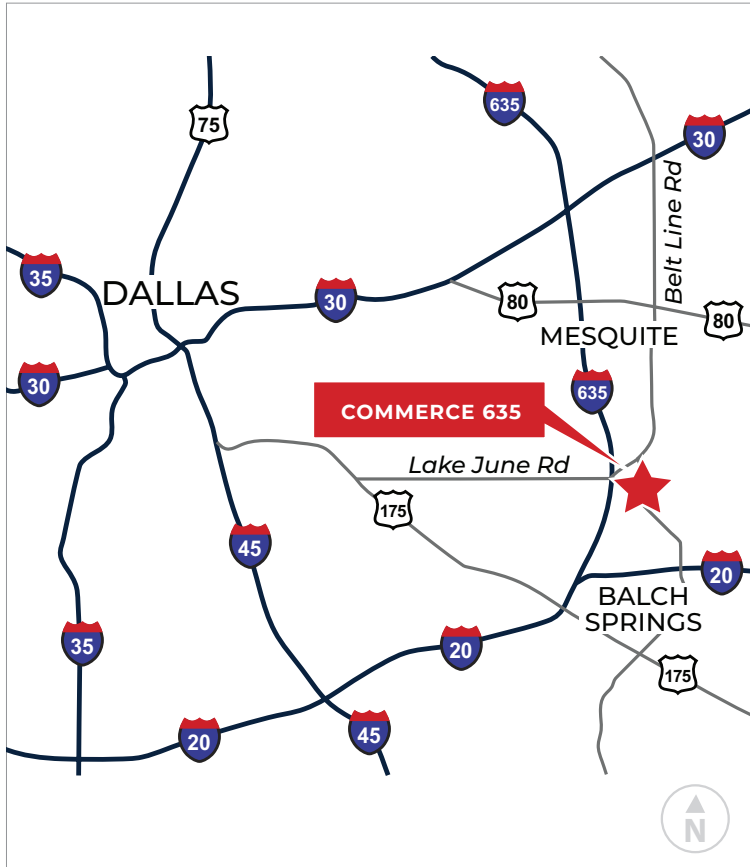 635
75
30
Belt Line Rd
35
DALLAS
30
80
80
MESQUITE
30
635
COMMERCE 635
Lake June Rd
175
45
20
BALCH
SPRINGS
35
20
175
20
45
N